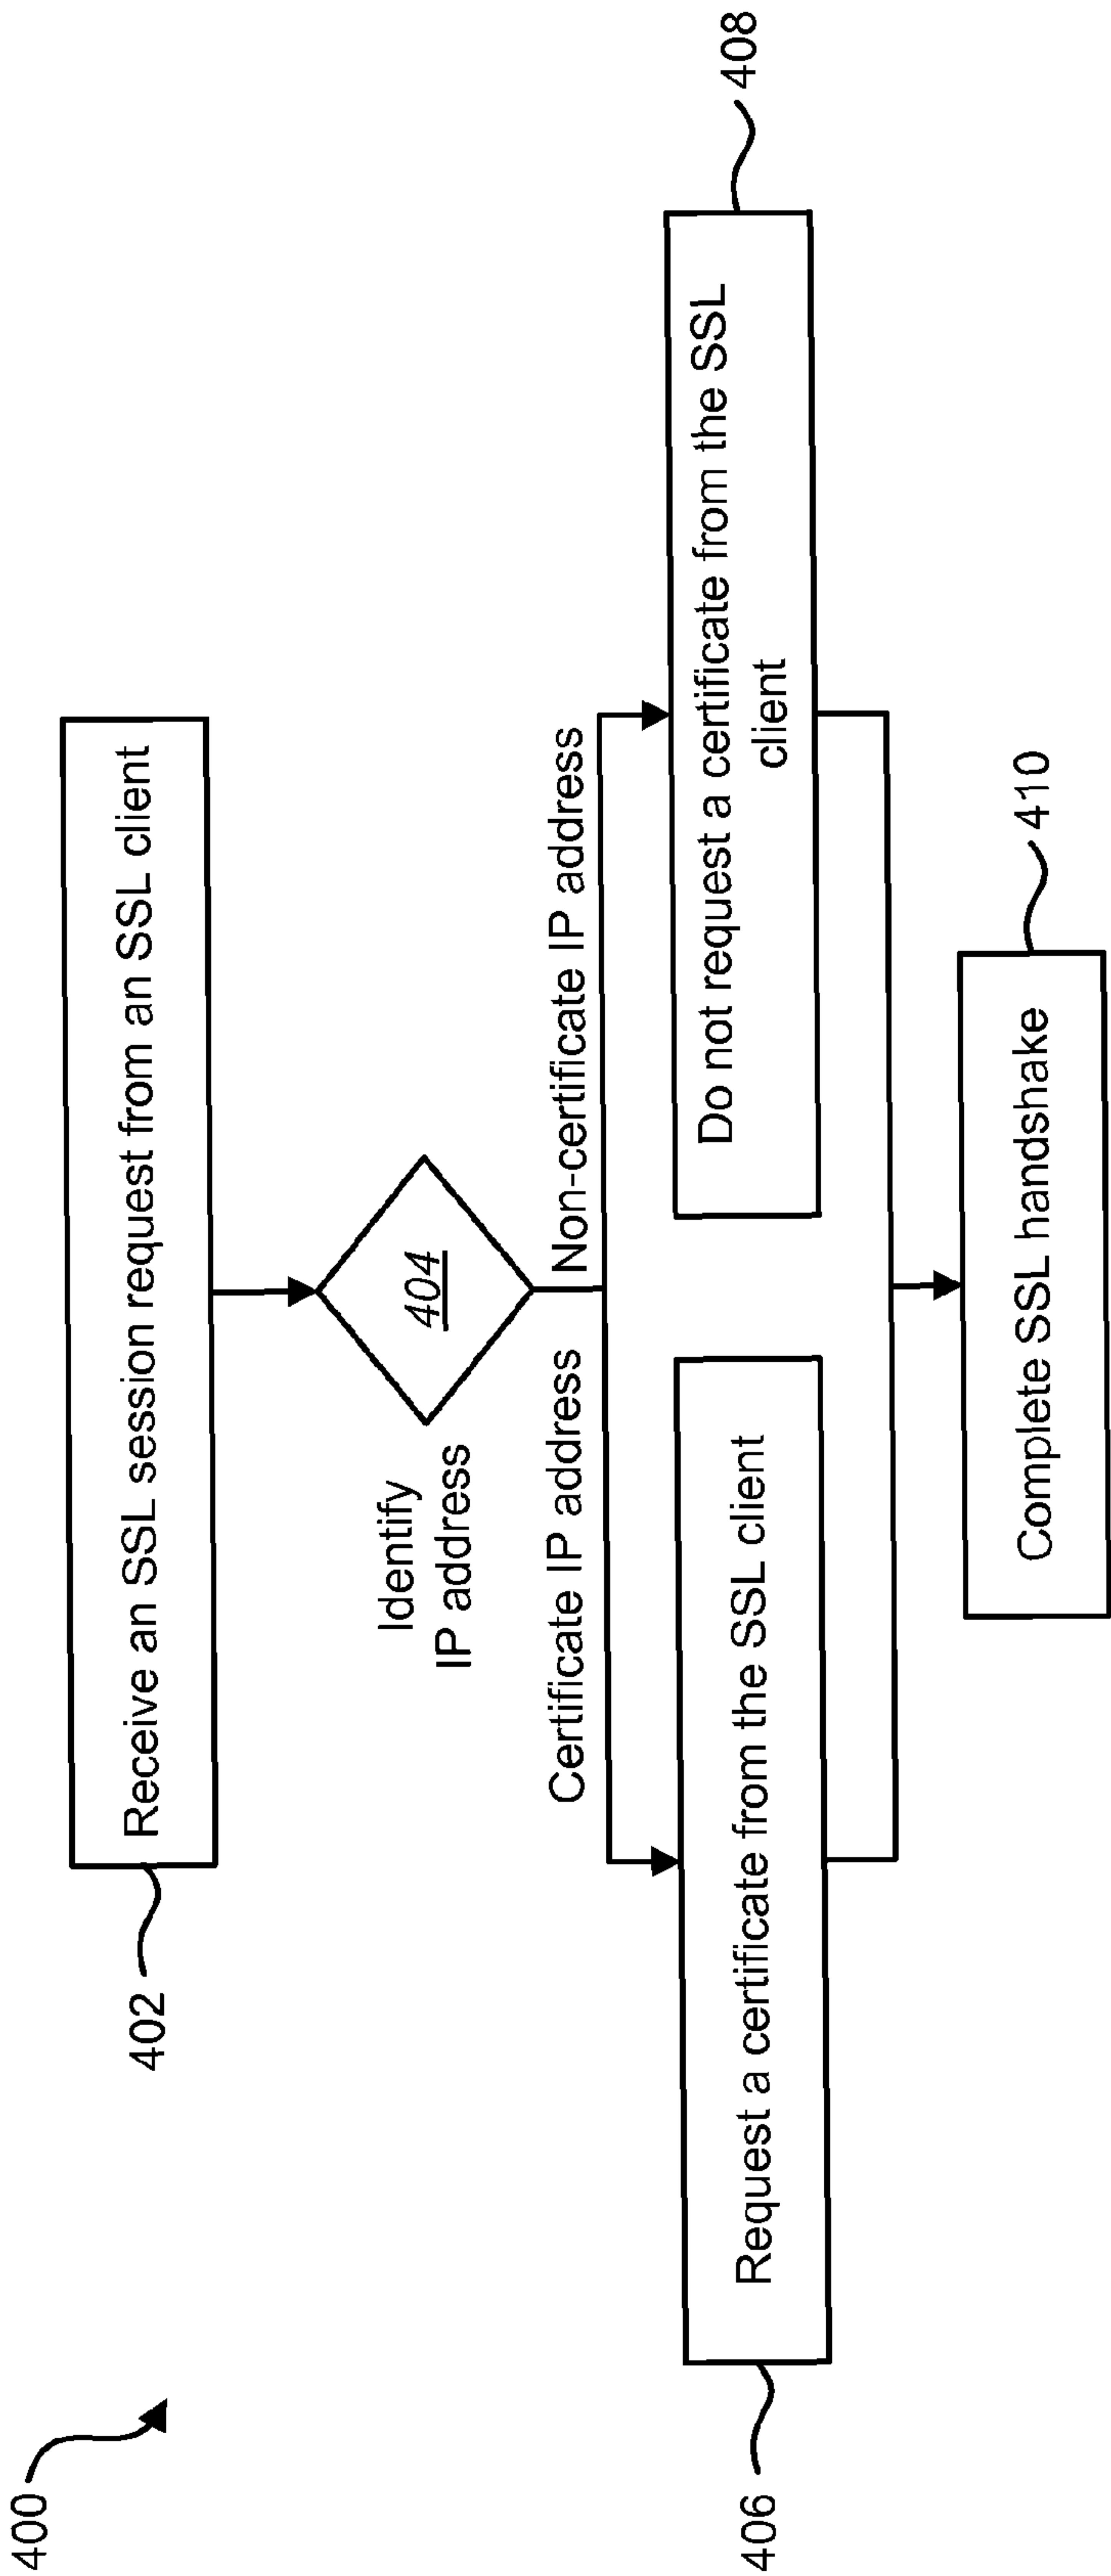 400
402
Receive an SSL session request from an SSL client
Identify
IP address
404
Certificate IP address
Non-certificate IP address
406
Request a certificate from the SSL client
Do not request a certificate from the SSL
client
408
Complete SSL handshake
410